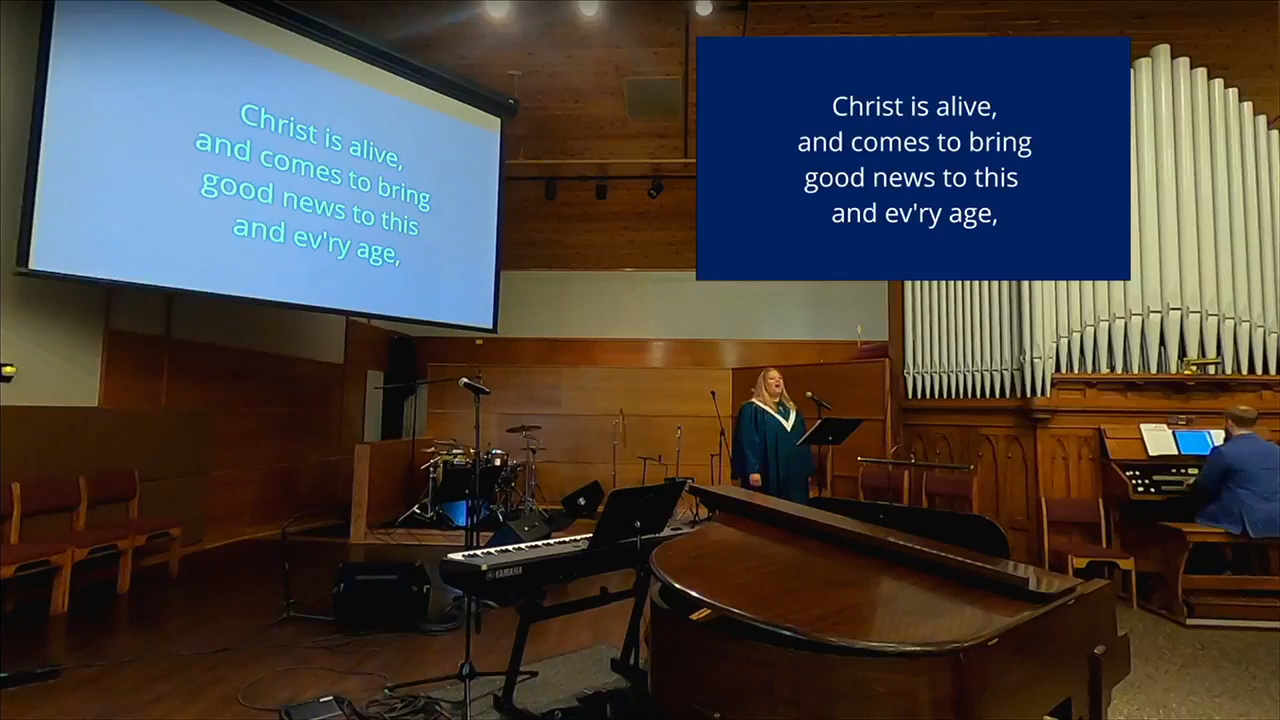 Christ is alive,
and comes to bring
good news to this
and ev'ry age,
Christ is alive,
and comes to bring
good news to this
and ev'ry age,
YAMAHA